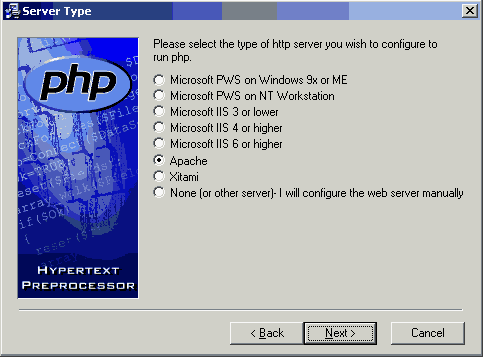 Server Type
Please select the type of http server you wish to configure to
run php.
Microsoft PWS on Windows 9x or ME
Microsoft PWS on NT Workstation
Microsoft IIS 3 or lower
Microsoft IIS 4 or higher
Microsoft IIS 6 or higher
Apache
Xitami
None (or other server)- I will configure the web server manually
php
HYPERTEXT
PREPROCESSOR
< Back
Next >
Cancel